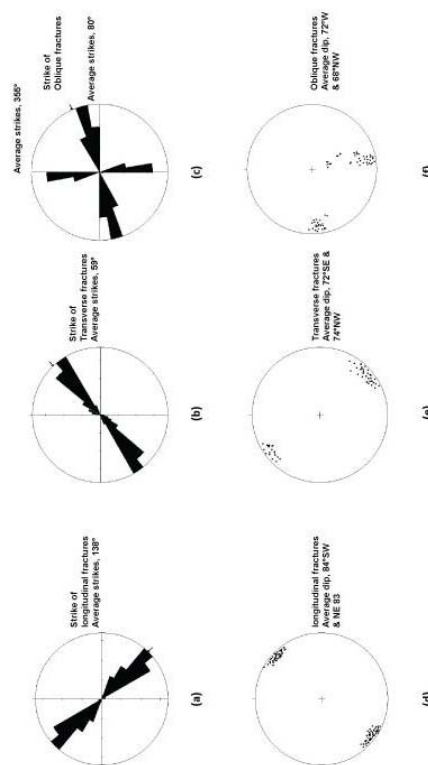 Strike of
longitudinal fractures
Average strikes, 138°
(a)
Strike of
Transverse fractures
Average strikes, 59°
(b)
Average strikes, 355°
Strike of
Oblique fractures
Average strikes, 80°
(c)
longitudinal fractures
Average dip, 84°SW
& NE 83
(d)
Transverse fractures
Average dip, 72°SE &
74°NW
(e)
Oblique fractures
Average dip, 72°W
& 68°NW
(f)